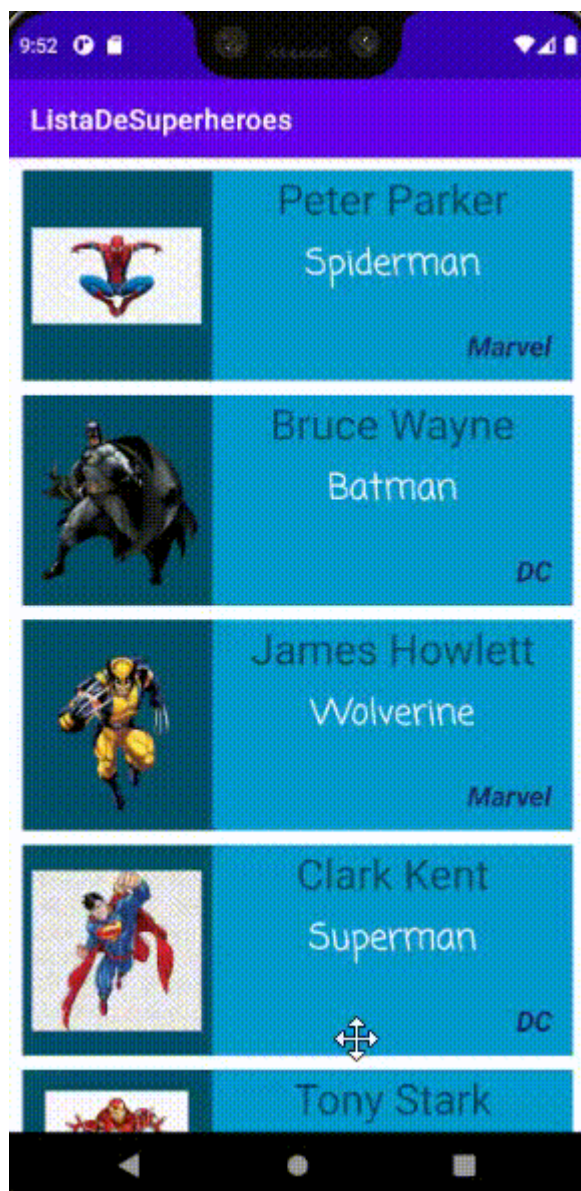 9:52
ListaDeSuperheroes
Peter Parker
Spiderman
Marvel
Bruce Wayne
Batman
DC
James Howlett
Wolverine
Marvel
Clark Kent
Superman
DC
Tony Stark